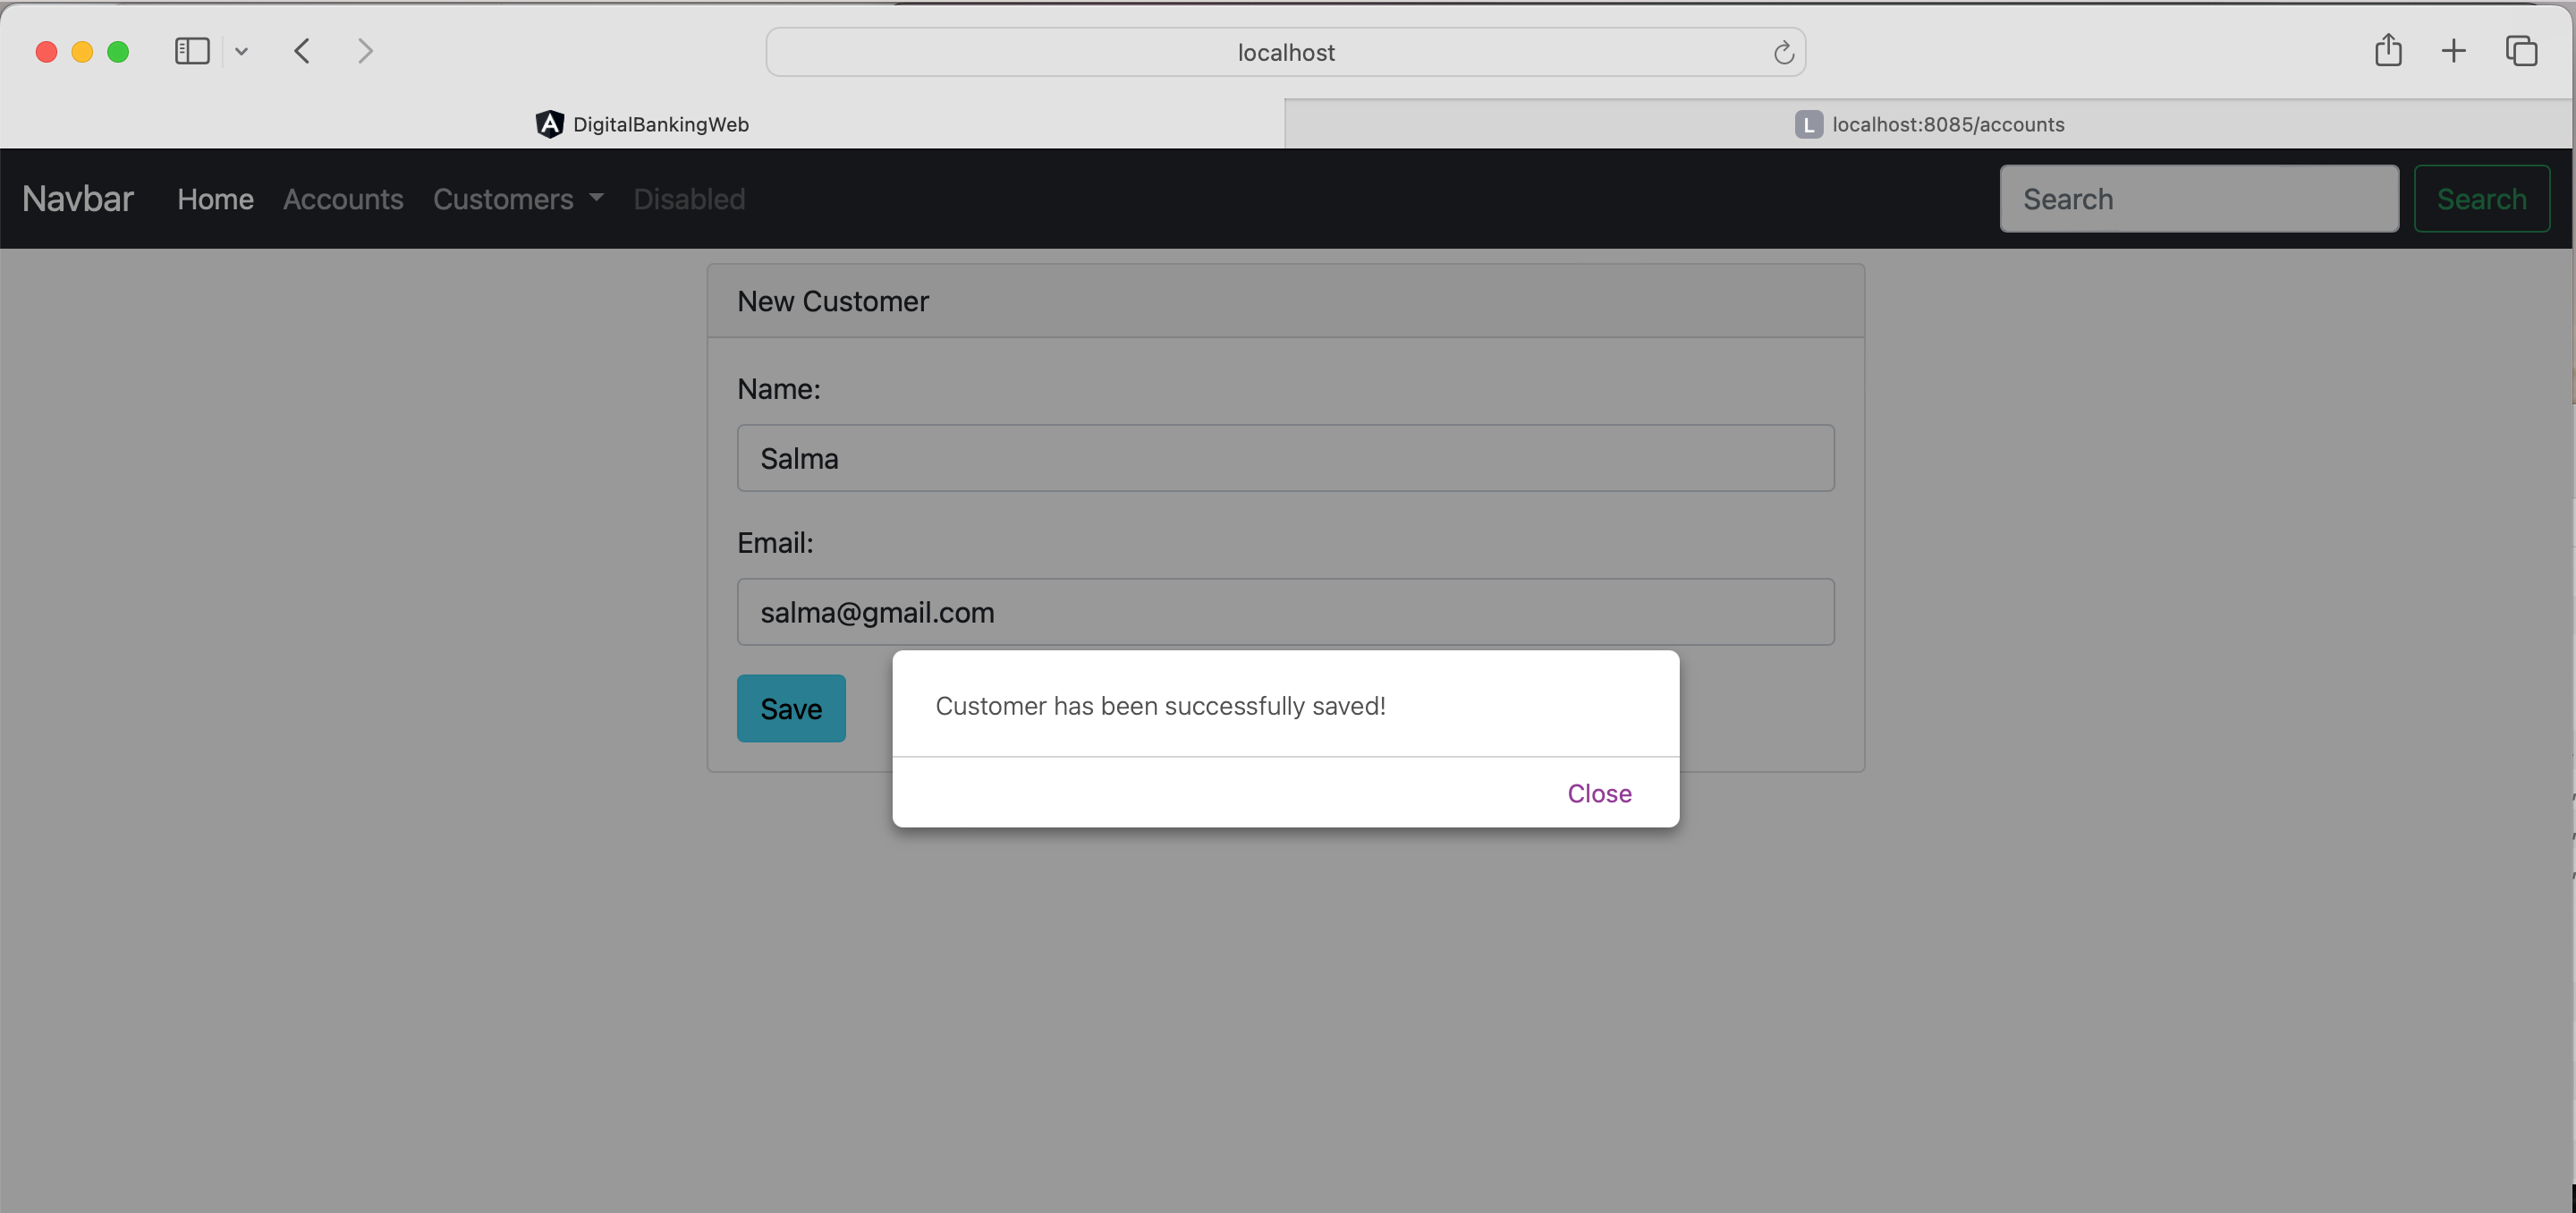 localhost
DigitalBankingWeb
L localhost:8085/accounts
Navbar Home Accounts Customers Disabled Search Search
New Customer
Name:
Salma
Email:
salma@gmail.com
Save
Customer has been successfully saved!
Close